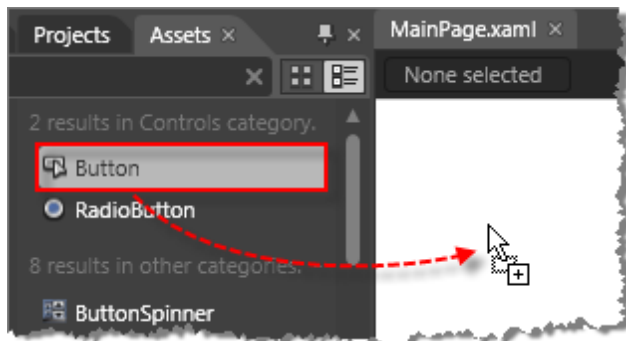 Projects Assets
MainPage.xaml
None selected
2 results in Controls category.
Button
RadioButton
8 results in other categories.
ButtonSpinner